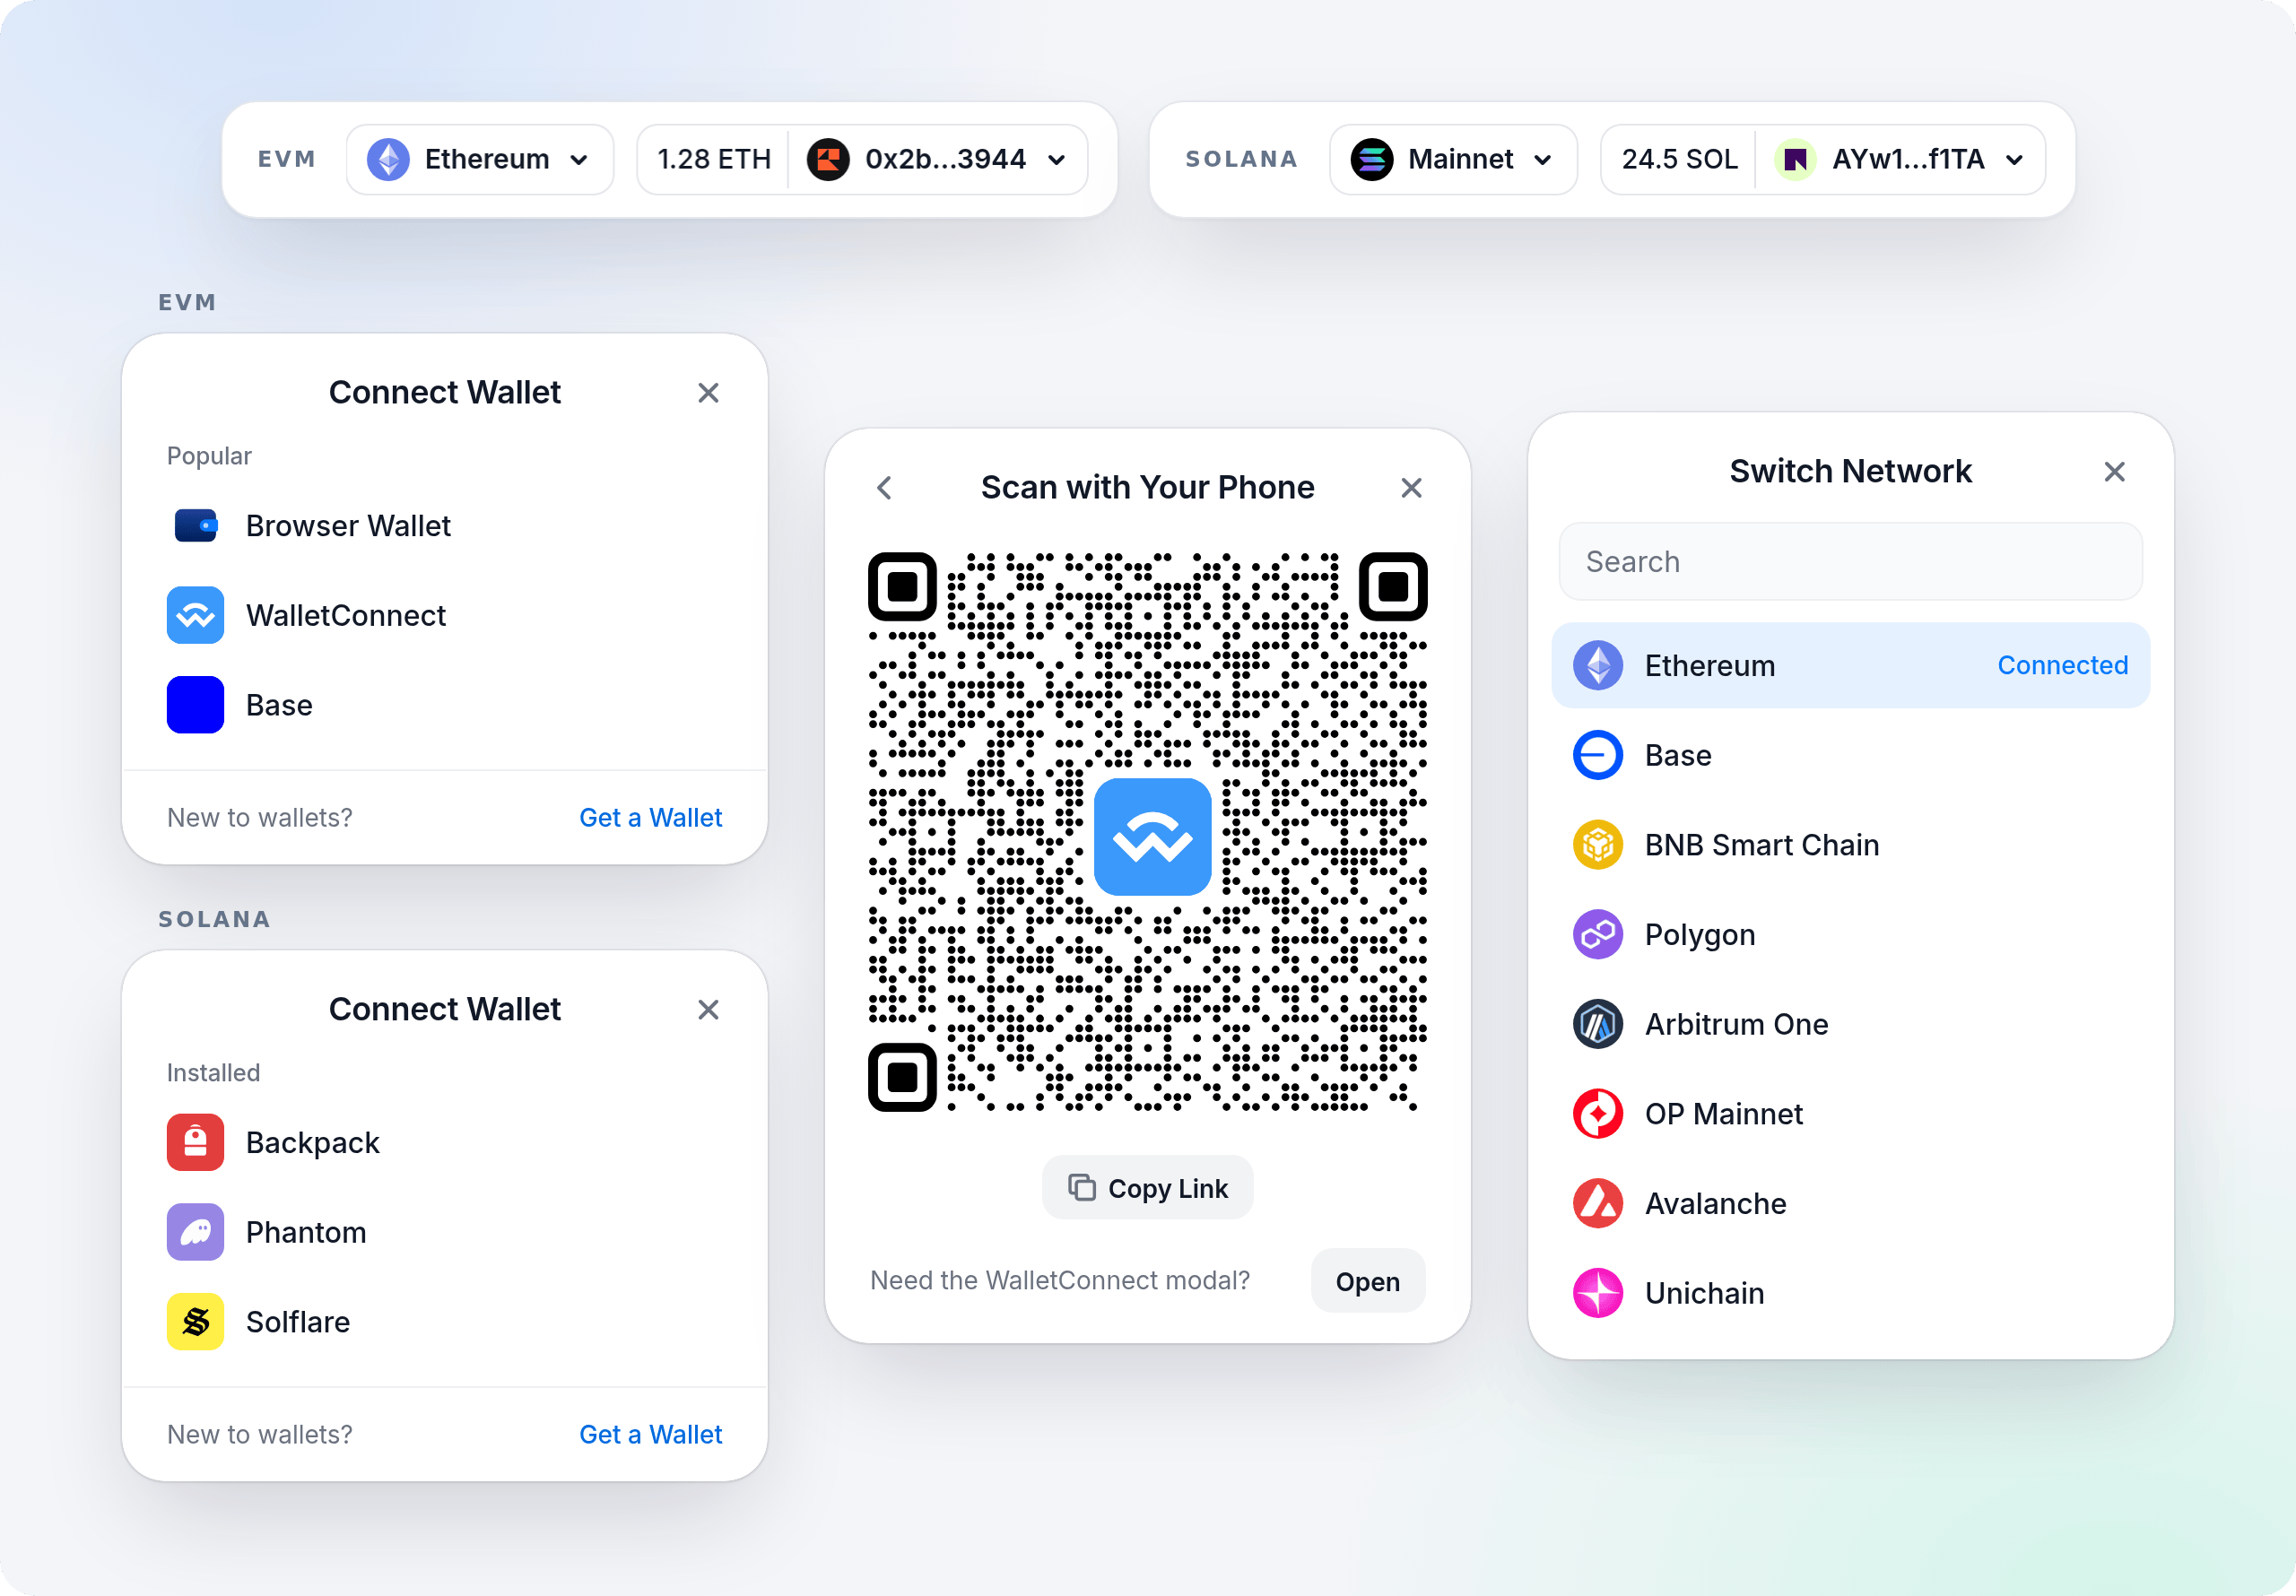 EVM Ethereum 1.28 ETH 0x2b...3944
SOLANA Mainnet 24.5 SOL AYw1...f1TA
EVM
Connect Wallet
Popular
Browser Wallet
WalletConnect
Base
New to wallets? Get a Wallet
SOLANA
Connect Wallet
Installed
Backpack
Phantom
Solflare
New to wallets? Get a Wallet
Scan with Your Phone
Copy Link
Need the WalletConnect modal? Open
Switch Network
Search
Ethereum Connected
Base
BNB Smart Chain
Polygon
Arbitrum One
OP Mainnet
Avalanche
Unichain